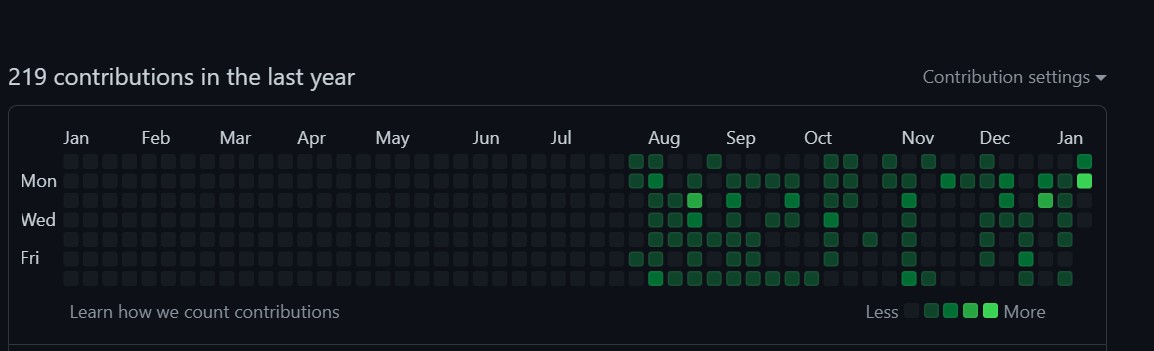 219 contributions in the last year
Contribution settings
Jan Feb Mar Apr May Jun Jul Aug Sep Oct Nov Dec Jan
Mon
Wed
Fri
Learn how we count contributions
Less More